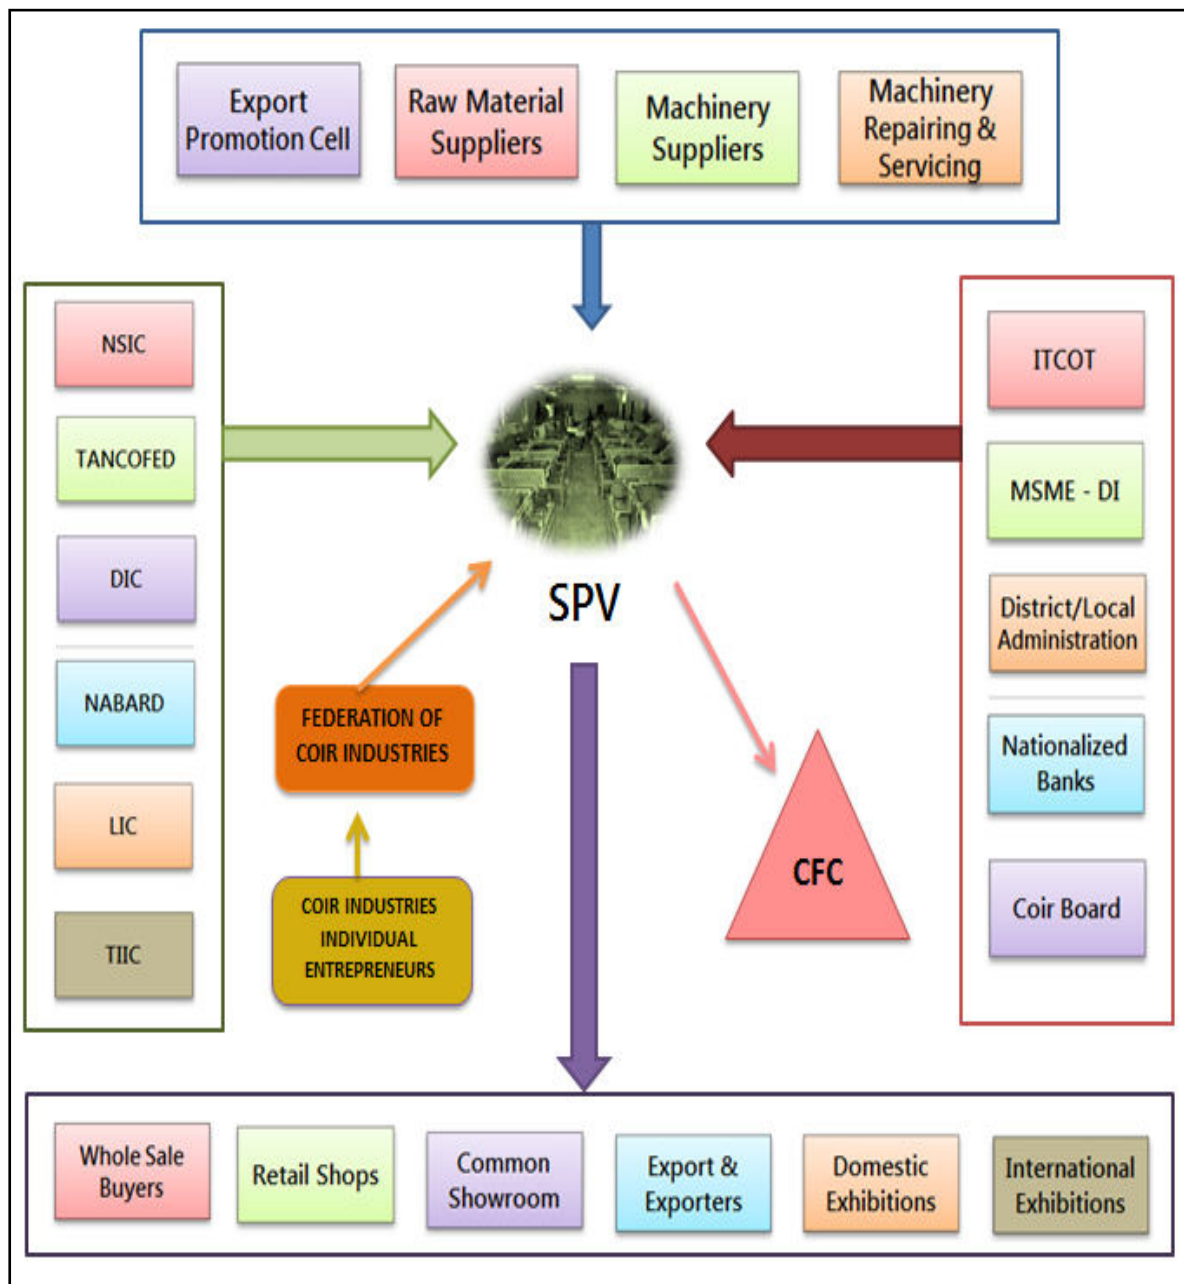 Export
Promotion Cell
Raw Material
Suppliers
Machinery
Suppliers
Machinery
Repairing &
Servicing
NSIC
TANCOFED
DIC
NABARD
LIC
TIIC
ITCOT
MSME - DI
District/Local
Administration
Nationalized
Banks
Coir Board
SPV
FEDERATION OF
COIR INDUSTRIES
COIR INDUSTRIES
INDIVIDUAL
ENTREPRENEURS
CFC
Whole Sale
Buyers
Retail Shops
Common
Showroom
Export &
Exporters
Domestic
Exhibitions
International
Exhibitions